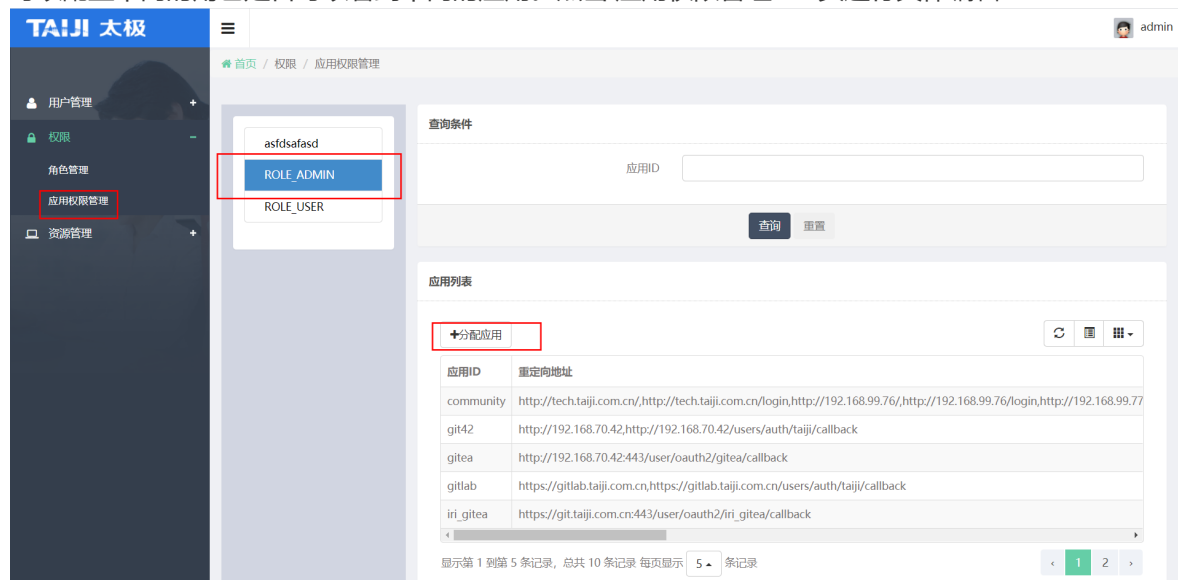 TAIJI 太极
admin
首页 / 权限 / 应用权限管理
用户管理 +
权限 -
角色管理
应用权限管理
资源管理 +
asfdsafasd
ROLE_ADMIN
ROLE_USER
查询条件
应用ID
查询 重置
应用列表
+分配应用
应用ID 重定向地址
community http://tech.taiji.com.cn/,http://tech.taiji.com.cn/login,http://192.168.99.76/,http://192.168.99.76/login,http://192.168.99.77
git42 http://192.168.70.42,http://192.168.70.42/users/auth/taiji/callback
gitea http://192.168.70.42:443/user/oauth2/gitea/callback
gitlab https://gitlab.taiji.com.cn,https://gitlab.taiji.com.cn/users/auth/taiji/callback
iri_gitea https://git.taiji.com.cn:443/user/oauth2/iri_gitea/callback
显示第 1 到第 5 条记录，总共 10 条记录 每页显示 5 条记录
‹ 1 2 ›